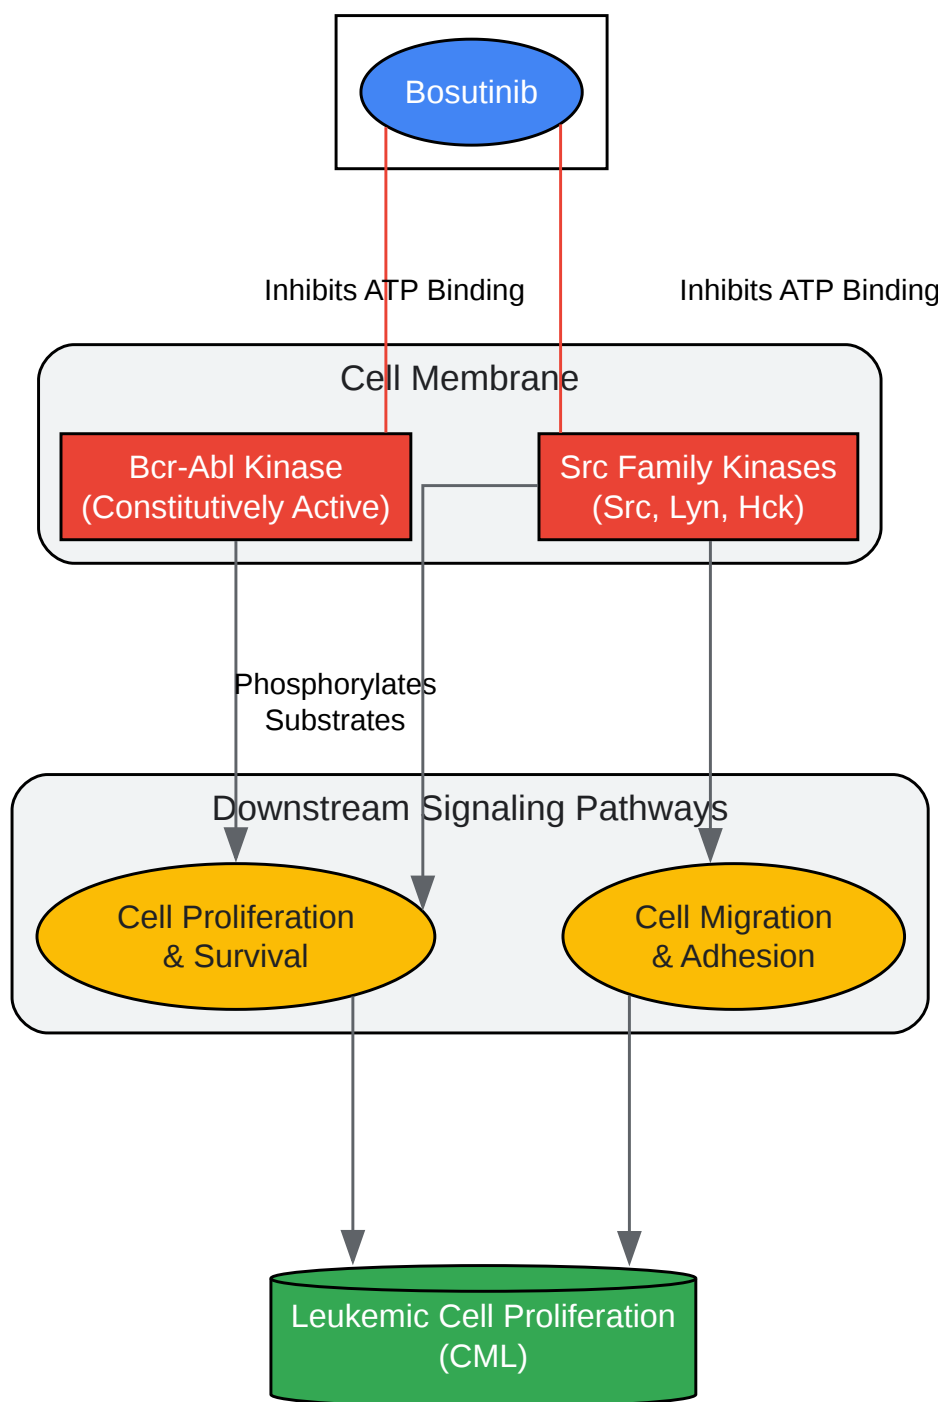 Bosutinib
Inhibits ATP Binding
Inhibits ATP Binding
Cell Membrane
Bcr-Abl Kinase
(Constitutively Active)
Src Family Kinases
(Src, Lyn, Hck)
Phosphorylates
Substrates
Downstream Signaling Pathways
Cell Proliferation
& Survival
Cell Migration
& Adhesion
Leukemic Cell Proliferation
(CML)